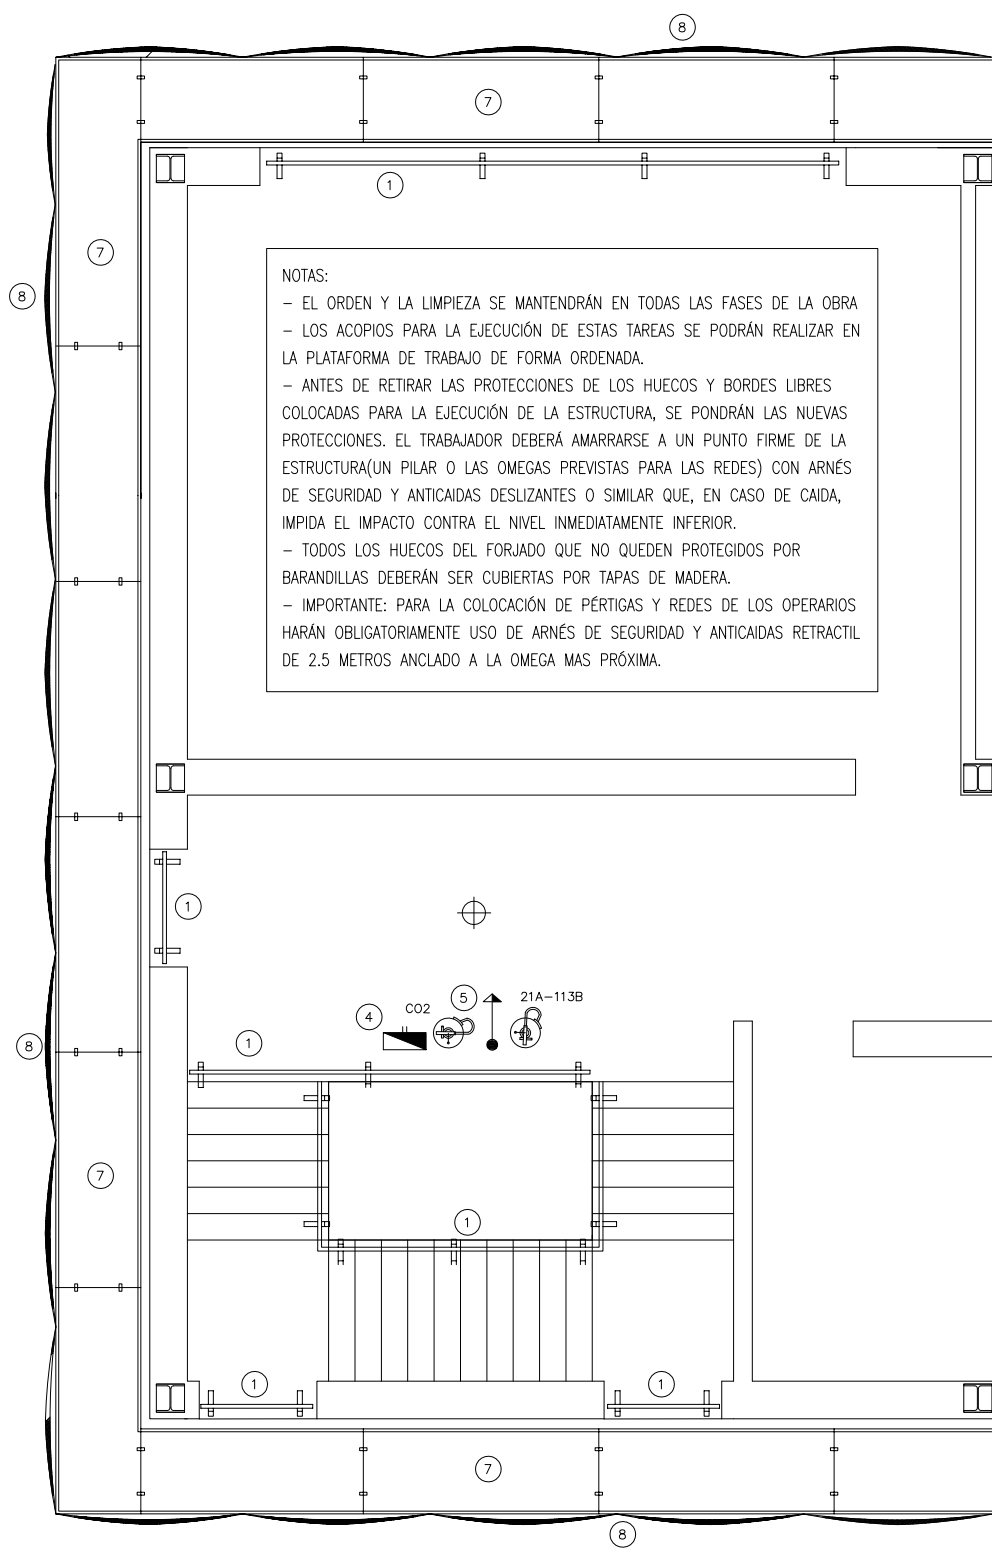 8
7
1
7
8
NOTAS:
– EL ORDEN Y LA LIMPIEZA SE MANTENDRÁN EN TODAS LAS FASES DE LA OBRA
– LOS ACOPIOS PARA LA EJECUCIÓN DE ESTAS TAREAS SE PODRÁN REALIZAR EN
LA PLATAFORMA DE TRABAJO DE FORMA ORDENADA.
– ANTES DE RETIRAR LAS PROTECCIONES DE LOS HUECOS Y BORDES LIBRES
COLOCADAS PARA LA EJECUCIÓN DE LA ESTRUCTURA, SE PONDRÁN LAS NUEVAS
PROTECCIONES. EL TRABAJADOR DEBERÁ AMARRARSE A UN PUNTO FIRME DE LA
ESTRUCTURA(UN PILAR O LAS OMEGAS PREVISTAS PARA LAS REDES) CON ARNÉS
DE SEGURIDAD Y ANTICAIDAS DESLIZANTES O SIMILAR QUE, EN CASO DE CAIDA,
IMPIDA EL IMPACTO CONTRA EL NIVEL INMEDIATAMENTE INFERIOR.
– TODOS LOS HUECOS DEL FORJADO QUE NO QUEDEN PROTEGIDOS POR
BARANDILLAS DEBERÁN SER CUBIERTAS POR TAPAS DE MADERA.
– IMPORTANTE: PARA LA COLOCACIÓN DE PÉRTIGAS Y REDES DE LOS OPERARIOS
HARÁN OBLIGATORIAMENTE USO DE ARNÉS DE SEGURIDAD Y ANTICAIDAS RETRACTIL
DE 2.5 METROS ANCLADO A LA OMEGA MAS PRÓXIMA.
1
5
21A–113B
4
CO2
1
8
7
1
1
1
7
8